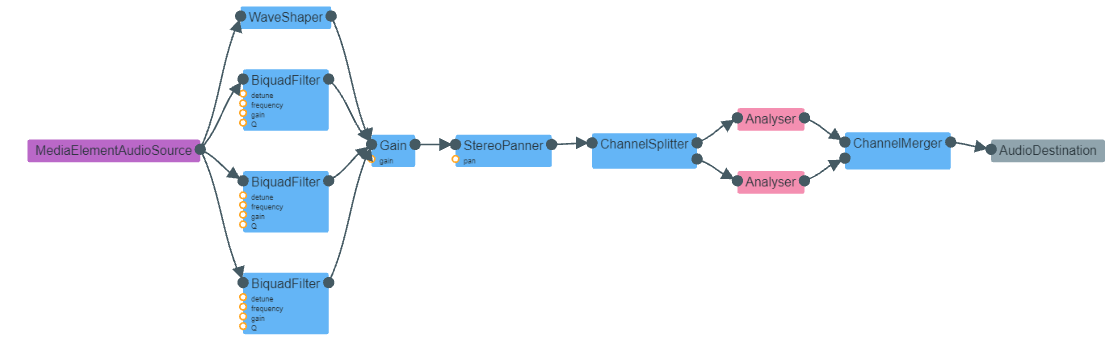 WaveShaper
BiquadFilter
detune
frequency
gain
Q
MediaElementAudioSource
BiquadFilter
detune
frequency
gain
Q
BiquadFilter
detune
frequency
gain
Q
Gain
gain
StereoPanner
pan
ChannelSplitter
Analyser
Analyser
ChannelMerger
AudioDestination